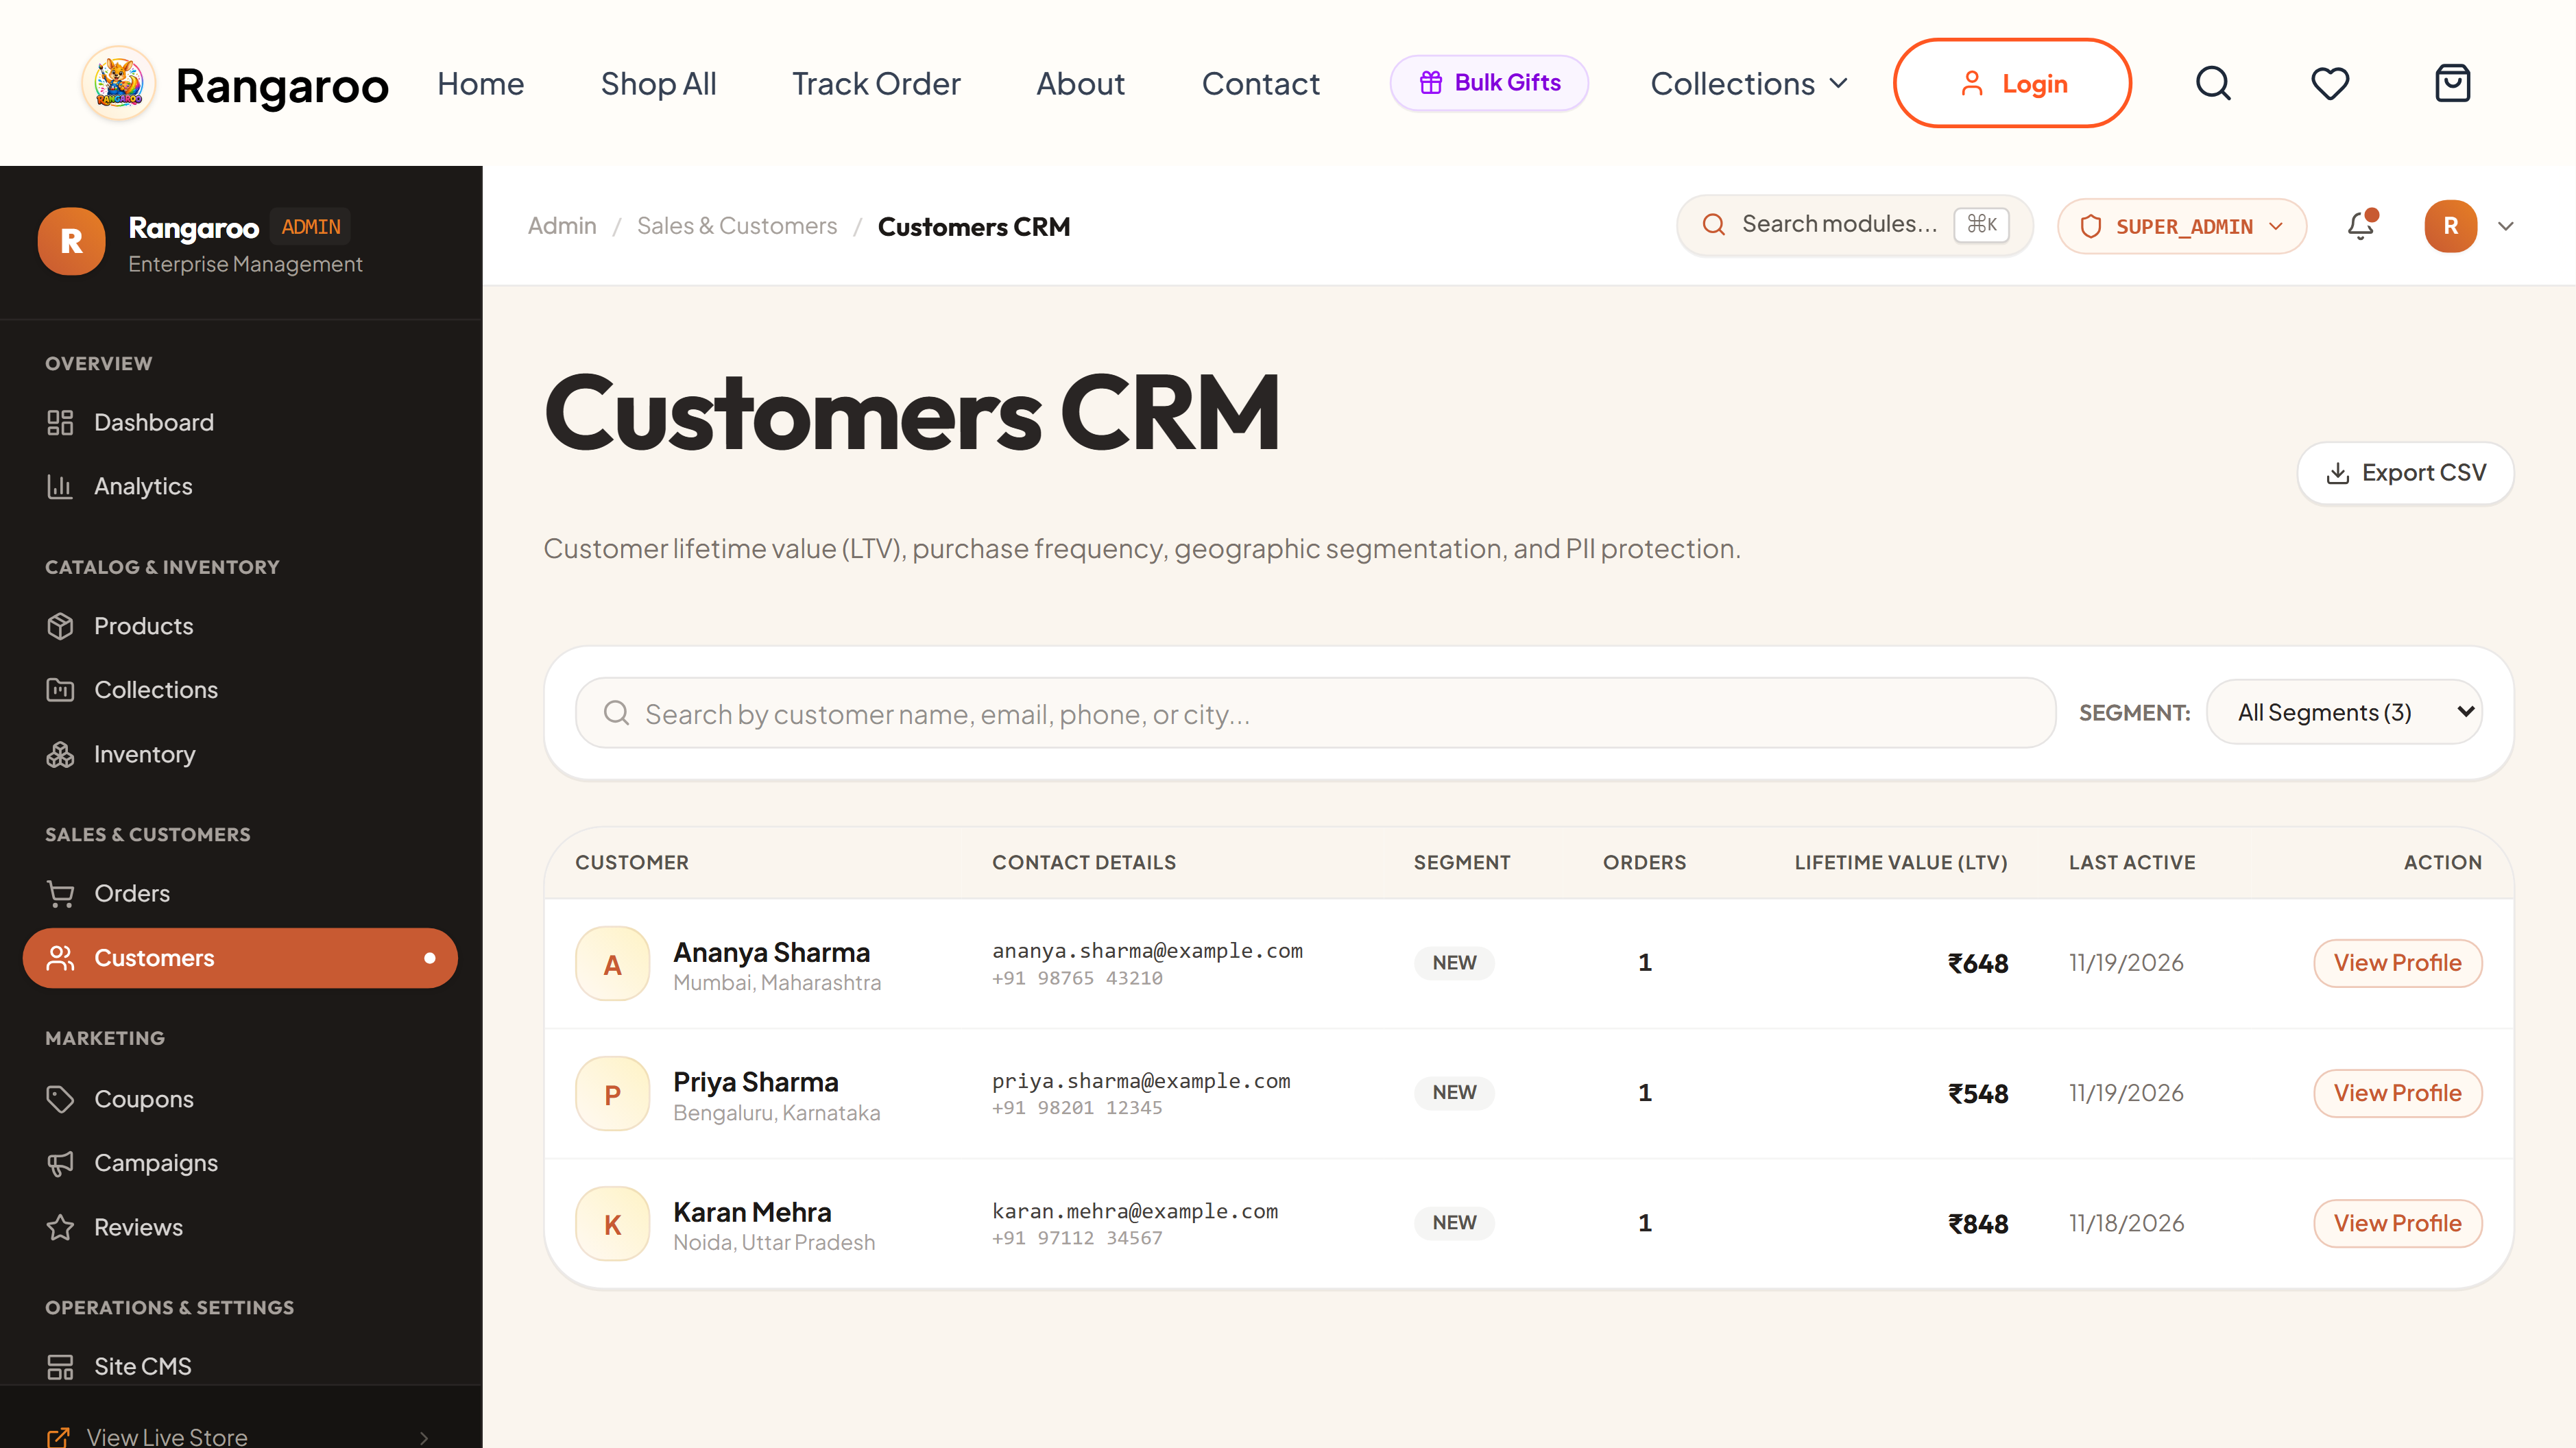 RANGAROO
Rangaroo
Home
Shop All
Track Order
About
Contact
Bulk Gifts
Collections
Login
R
Rangaroo ADMIN
Enterprise Management
Admin / Sales & Customers / Customers CRM
Search modules... ⌘K
SUPER_ADMIN
R
OVERVIEW
Dashboard
Analytics
CATALOG & INVENTORY
Products
Collections
Inventory
SALES & CUSTOMERS
Orders
Customers
MARKETING
Coupons
Campaigns
Reviews
OPERATIONS & SETTINGS
Site CMS
View Live Store
Customers CRM
Export CSV
Customer lifetime value (LTV), purchase frequency, geographic segmentation, and PII protection.
Search by customer name, email, phone, or city...
SEGMENT: All Segments (3)
CUSTOMER CONTACT DETAILS SEGMENT ORDERS LIFETIME VALUE (LTV) LAST ACTIVE ACTION
A Ananya Sharma ananya.sharma@example.com NEW 1 ₹648 11/19/2026 View Profile
Mumbai, Maharashtra +91 98765 43210
P Priya Sharma priya.sharma@example.com NEW 1 ₹548 11/19/2026 View Profile
Bengaluru, Karnataka +91 98201 12345
K Karan Mehra karan.mehra@example.com NEW 1 ₹848 11/18/2026 View Profile
Noida, Uttar Pradesh +91 97112 34567